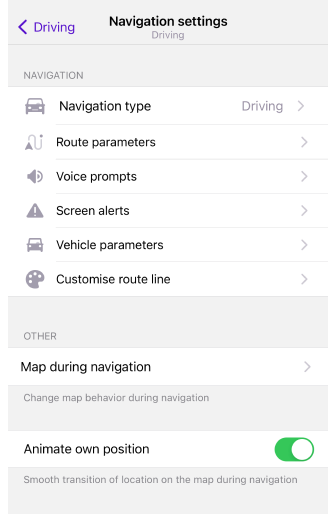 Driving
Navigation settings
Driving
NAVIGATION
Navigation type Driving
Route parameters
Voice prompts
Screen alerts
Vehicle parameters
Customise route line
OTHER
Map during navigation
Change map behavior during navigation
Animate own position
Smooth transition of location on the map during navigation